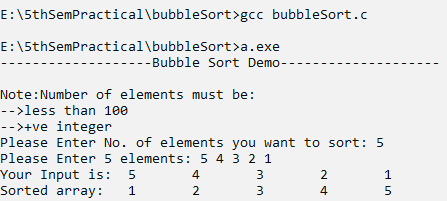 E:\5thSemPractical\bubbleSort>gcc bubbleSort.c
E:\5thSemPractical\bubbleSort>a.exe
-------------------Bubble Sort Demo--------------------
Note:Number of elements must be:
-->less than 100
-->+ve integer
Please Enter No. of elements you want to sort: 5
Please Enter 5 elements: 5 4 3 2 1
Your Input is:  5       4       3       2       1
Sorted array:   1       2       3       4       5